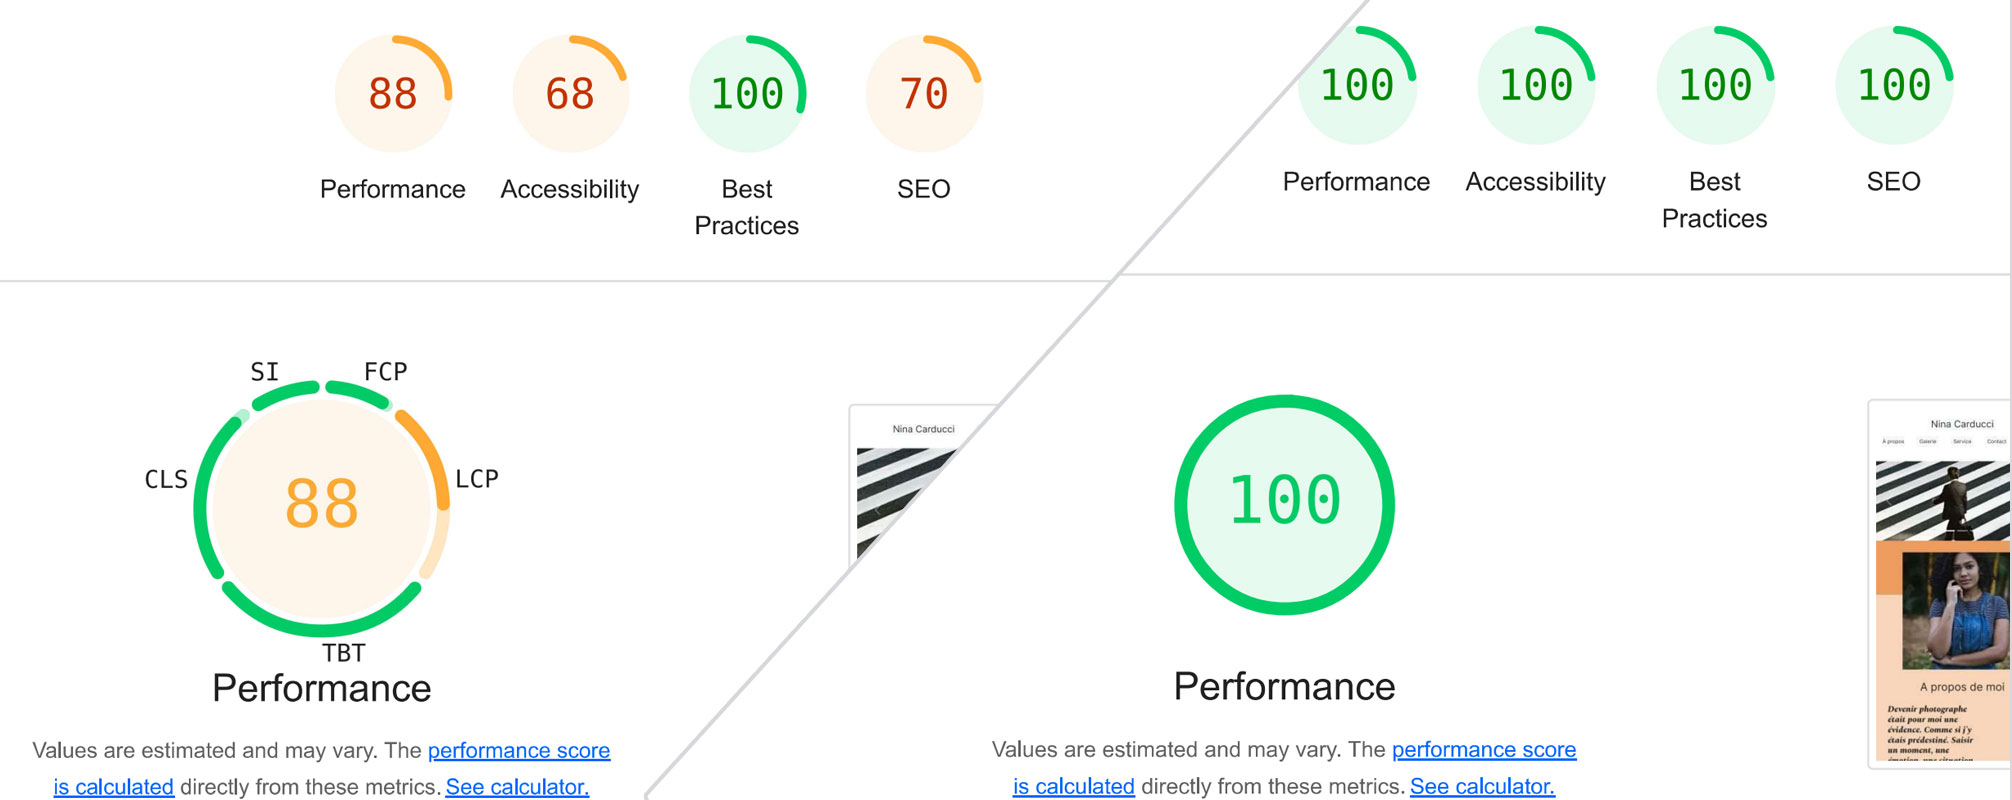 88
68
100
70
Performance
Accessibility
Best
Practices
SEO
SI
FCP
CLS
LCP
88
TBT
Performance
Values are estimated and may vary. The performance score
is calculated directly from these metrics. See calculator.
Nina Carducci
100
100
100
100
Performance
Accessibility
Best
Practices
SEO
100
Performance
Values are estimated and may vary. The performance score
is calculated directly from these metrics. See calculator.
Nina Carducci
À propos Galerie Service Contact
A propos de moi
Devenir photographe
était pour moi une
évidence. Comme si j'y
étais prédestiné. Saisir
un moment, une
émotion, une situation